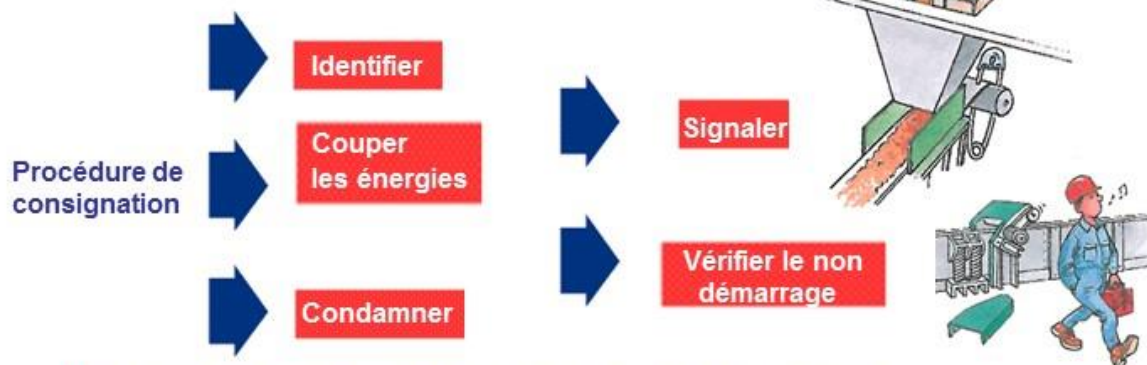 Procédure de
consignation
Identifier
Couper
les énergies
Condamner
Signaler
Vérifier le non
démarrage